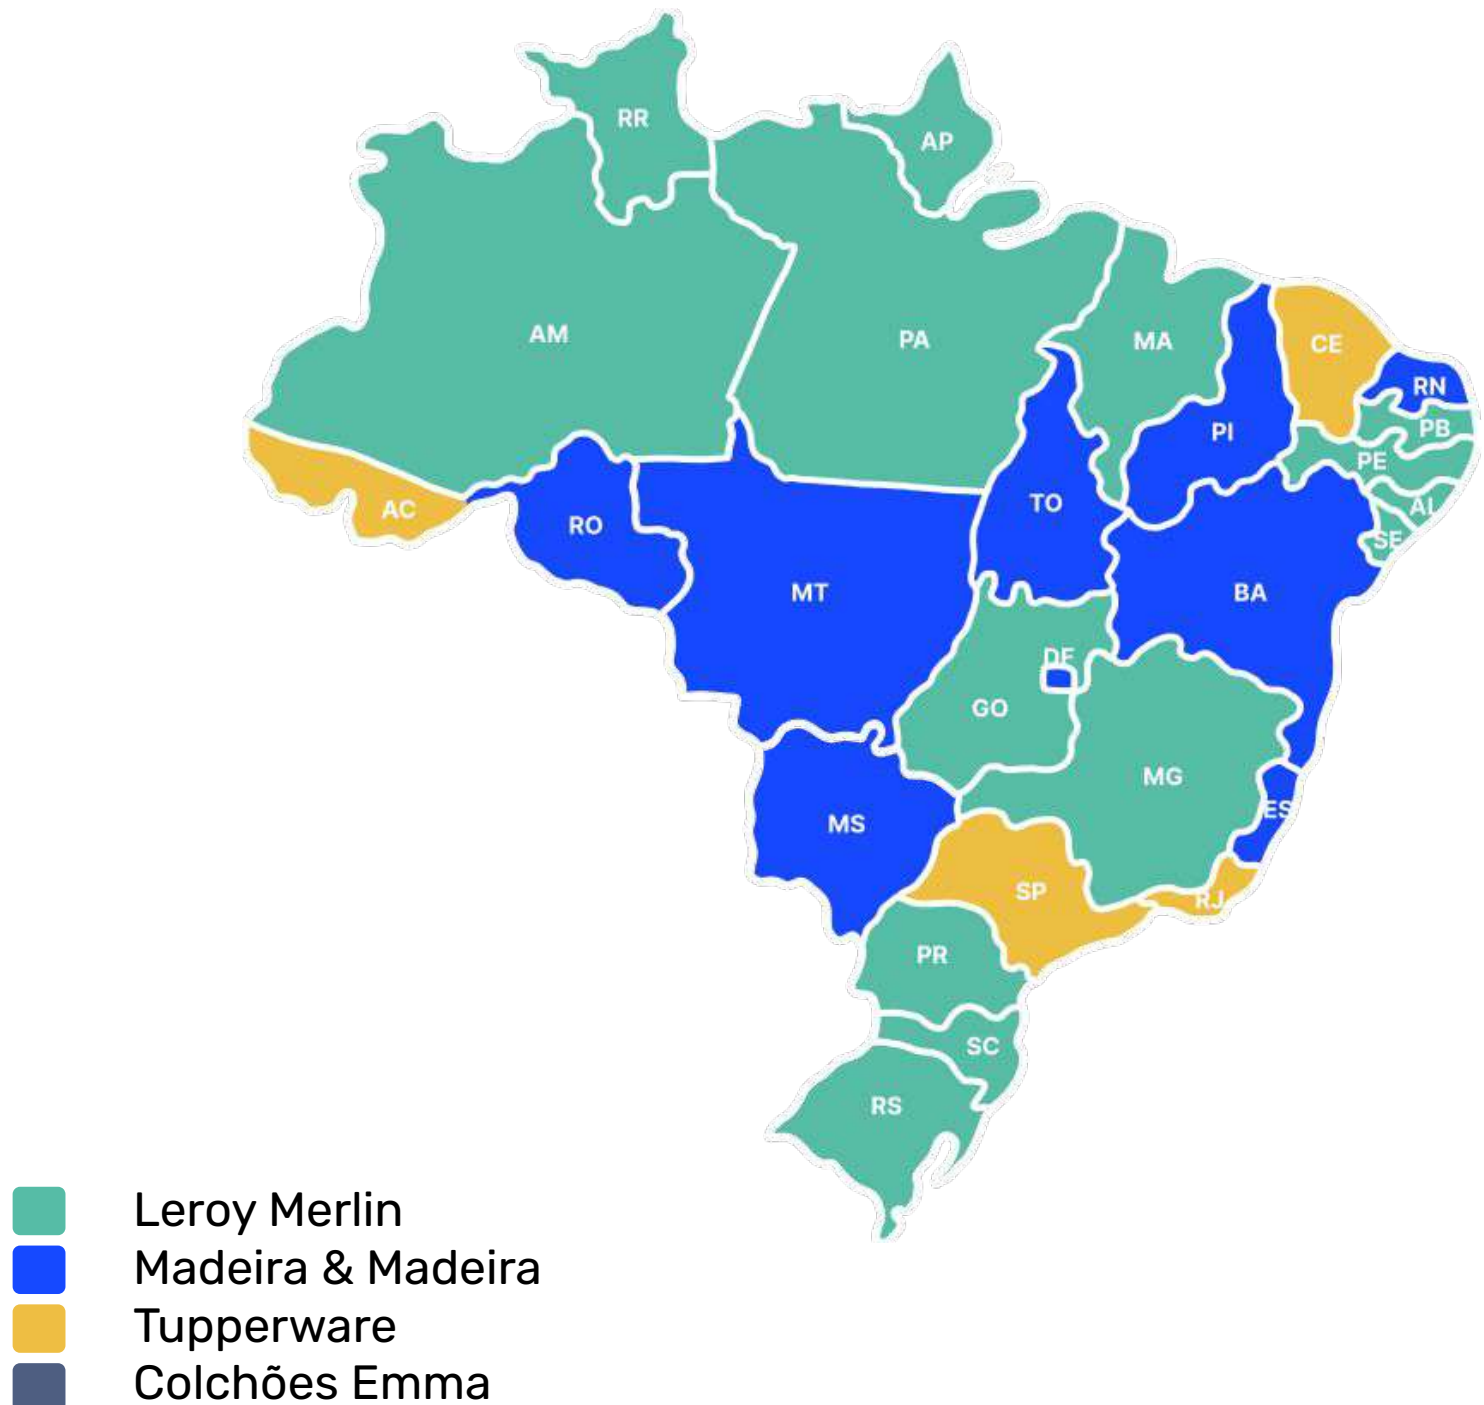 RR
AP
AM
PA
MA
CE
RN
PI
PB
PE
TO
AC
AL
RO
SE
MT
BA
DF
GO
MG
ES
MS
SP
RJ
PR
SC
RS
Leroy Merlin
Madeira & Madeira
Tupperware
Colchões Emma